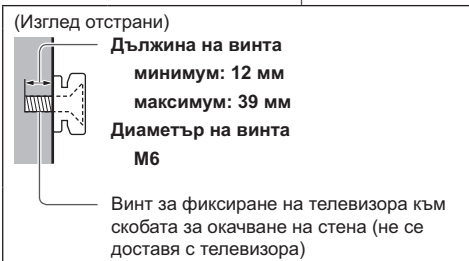 (Изглед отстрани)
Дължина на винта
минимум: 12 мм
максимум: 39 мм
Диаметър на винта
M6
Винт за фиксиране на телевизора към
скобата за окачване на стена (не се
доставя с телевизора)